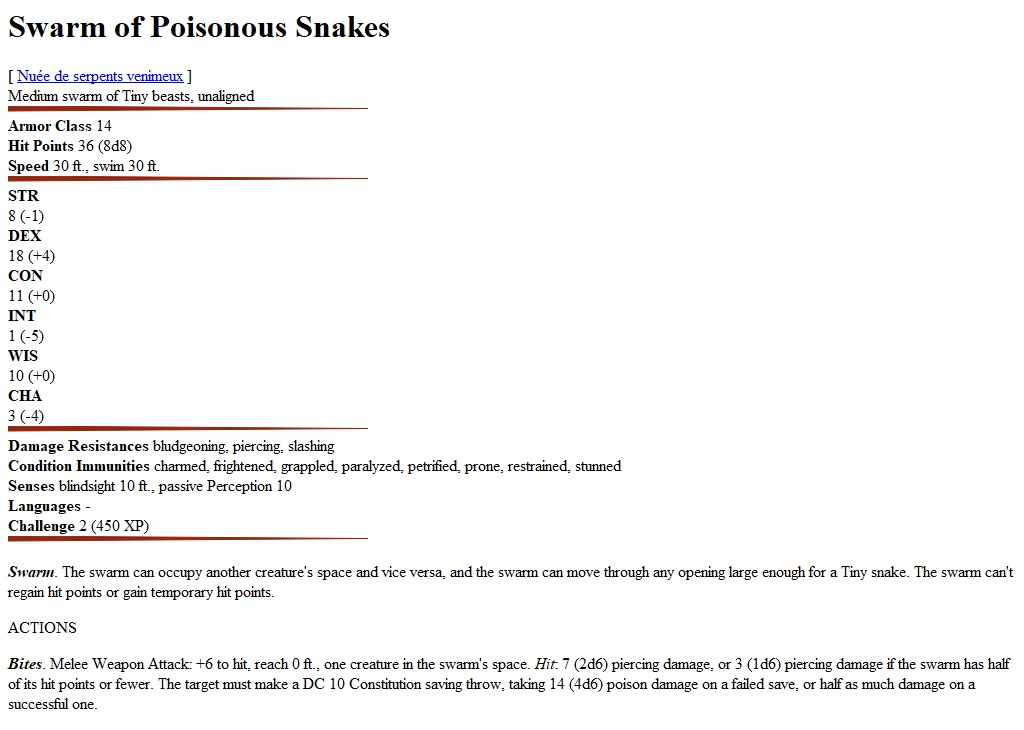 Swarm of Poisonous Snakes
[ Nuée de serpents venimeux ]
Medium swarm of Tiny beasts, unaligned
Armor Class 14
Hit Points 36 (8d8)
Speed 30 ft., swim 30 ft.
STR
8 (-1)
DEX
18 (+4)
CON
11 (+0)
INT
1 (-5)
WIS
10 (+0)
CHA
3 (-4)
Damage Resistances bludgeoning, piercing, slashing
Condition Immunities charmed, frightened, grappled, paralyzed, petrified, prone, restrained, stunned
Senses blindsight 10 ft., passive Perception 10
Languages -
Challenge 2 (450 XP)
Swarm. The swarm can occupy another creature's space and vice versa, and the swarm can move through any opening large enough for a Tiny snake. The swarm can't
regain hit points or gain temporary hit points.
ACTIONS
Bites. Melee Weapon Attack: +6 to hit, reach 0 ft., one creature in the swarm's space. Hit: 7 (2d6) piercing damage, or 3 (1d6) piercing damage if the swarm has half
of its hit points or fewer. The target must make a DC 10 Constitution saving throw, taking 14 (4d6) poison damage on a failed save, or half as much damage on a
successful one.